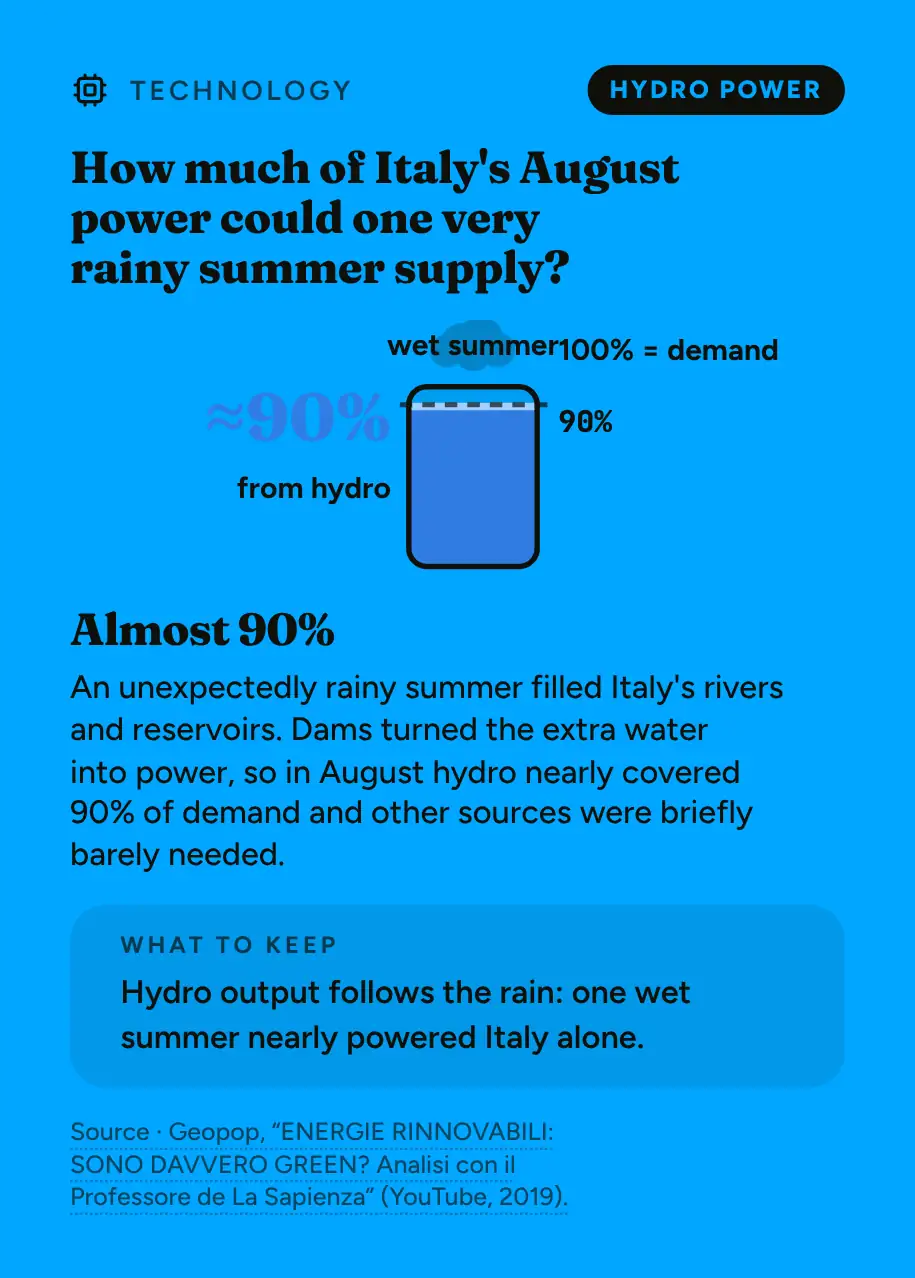 TECHNOLOGY
HYDRO POWER
How much of Italy's August
power could one very
rainy summer supply?
wet summer
100% = demand
≈90%
90%
from hydro
Almost 90%
An unexpectedly rainy summer filled Italy's rivers
and reservoirs. Dams turned the extra water
into power, so in August hydro nearly covered
90% of demand and other sources were briefly
barely needed.
WHAT TO KEEP
Hydro output follows the rain: one wet
summer nearly powered Italy alone.
Source · Geopop, “ENERGIE RINNOVABILI:
SONO DAVVERO GREEN? Analisi con il
Professore de La Sapienza” (YouTube, 2019).